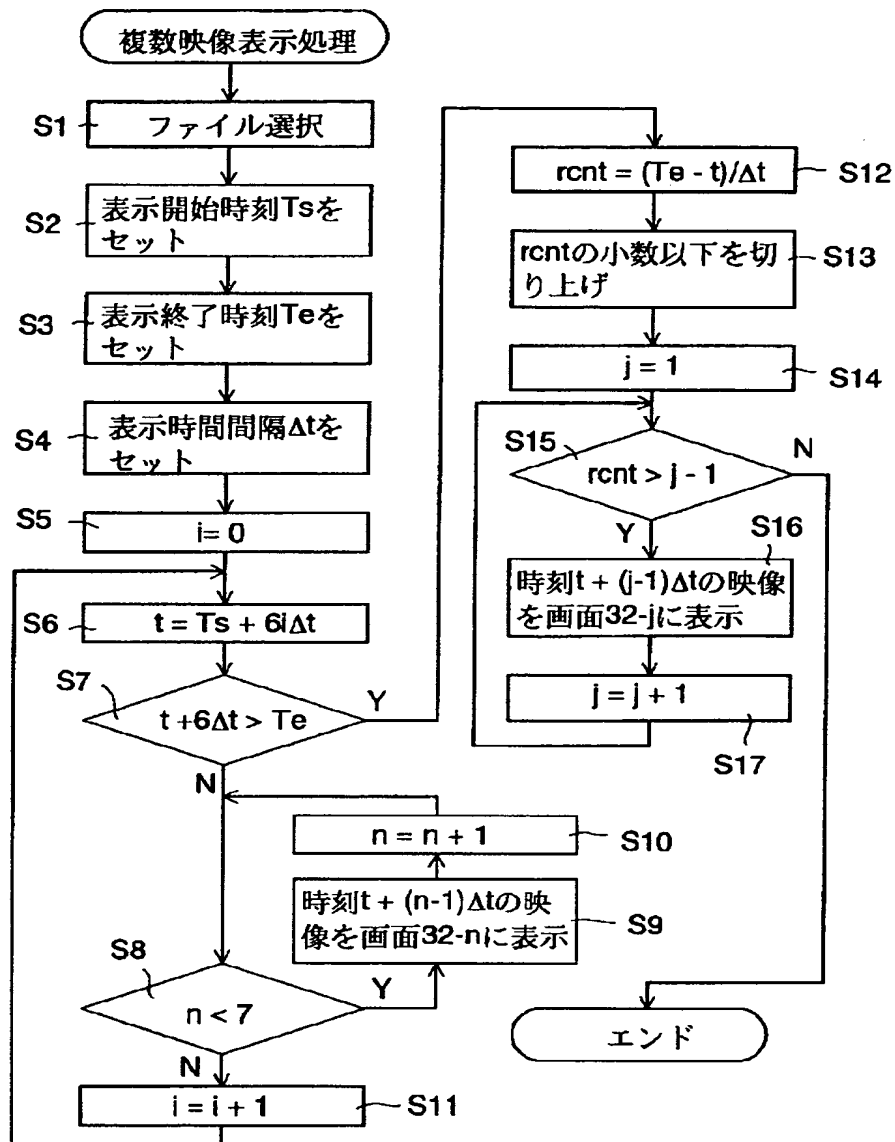 複数映像表示処理
S1
ファイル選択
S2
表示開始時刻Tsを
セット
S3
表示終了時刻Teを
セット
S4
表示時間間隔Δtを
セット
S5
i= 0
S6
t = Ts + 6iΔt
S7
t +6Δt > Te
Y
N
n = n + 1
S10
時刻t + (n-1)Δtの映
像を画面32-nに表示
S9
S8
n < 7
Y
N
i = i + 1
S11
rcnt = (Te - t)/Δt
S12
rcntの小数以下を切
り上げ
S13
j = 1
S14
S15
rcnt > j - 1
N
Y
S16
時刻t + (j-1)Δtの映像
を画面32-jに表示
j = j + 1
S17
エンド